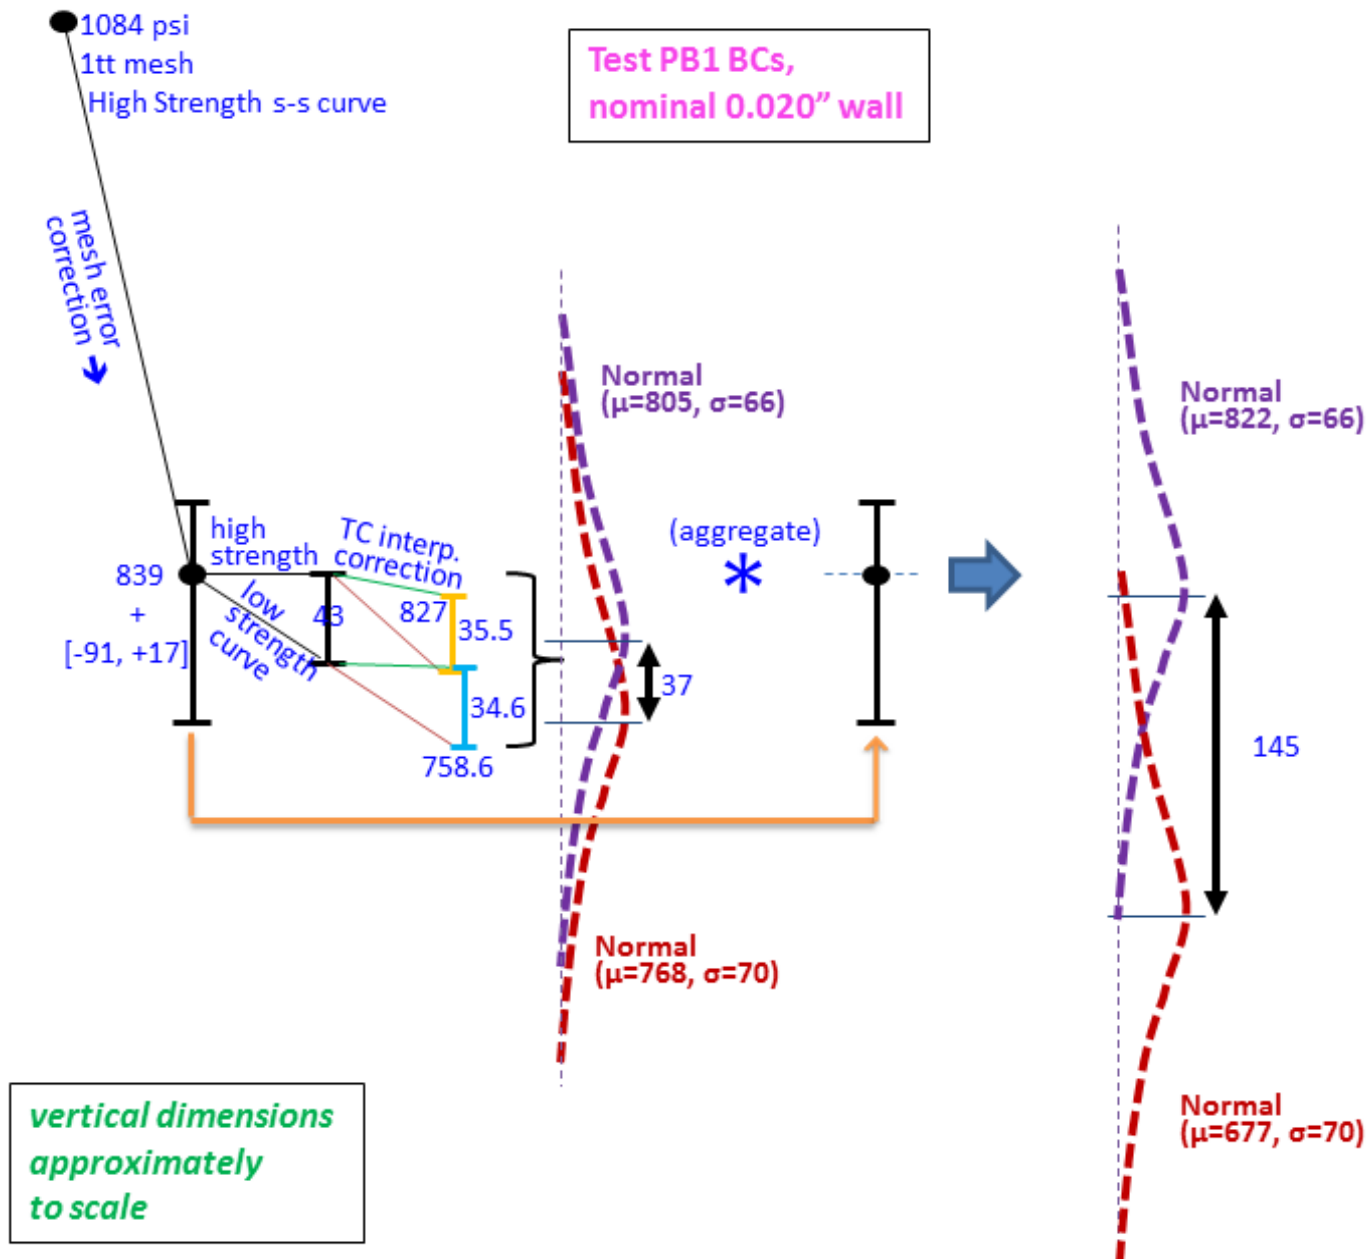 1084 psi
1tt mesh
High Strength s-s curve
Test PB1 BCs,
nominal 0.020” wall
mesh error
correction
Normal
(μ=805, σ=66)
Normal
(μ=822, σ=66)
high
strength
TC interp.
correction
(aggregate)
*
839
+
[-91, +17]
low
strength
curve
43
827
35.5
34.6
758.6
37
145
Normal
(μ=768, σ=70)
Normal
(μ=677, σ=70)
vertical dimensions
approximately
to scale